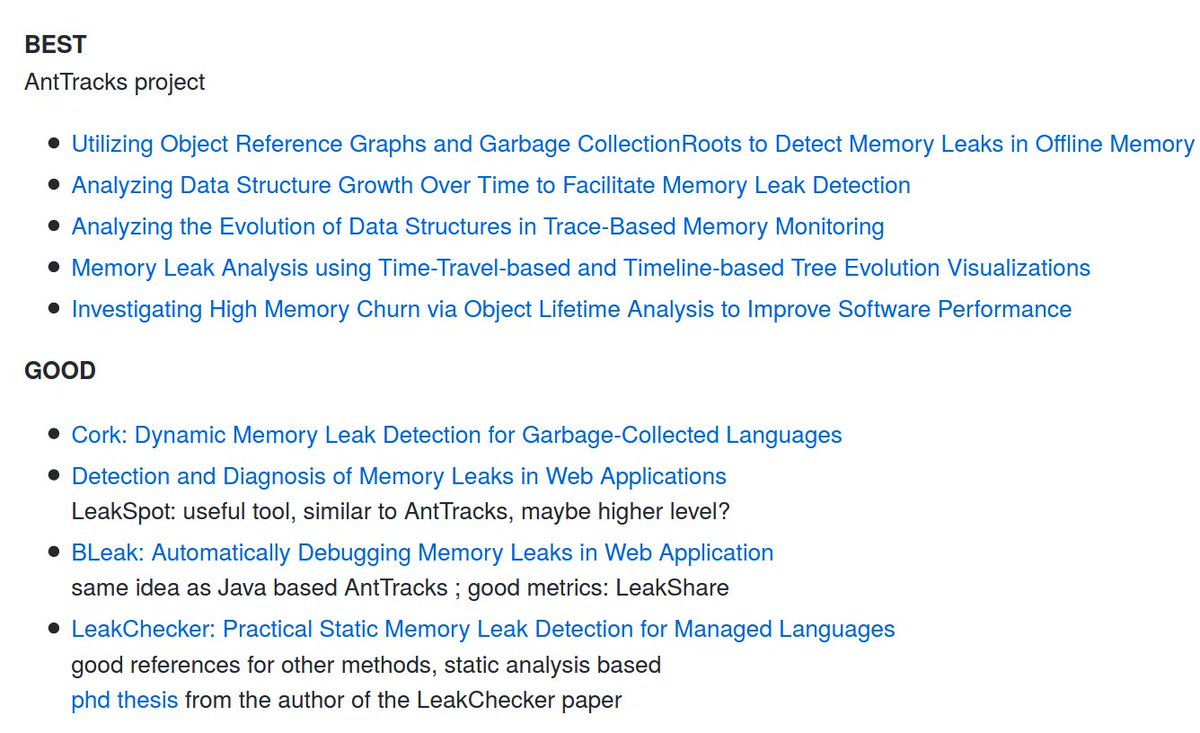 BEST
AntTracks project
Utilizing Object Reference Graphs and Garbage CollectionRoots to Detect Memory Leaks in Offline Memory
Analyzing Data Structure Growth Over Time to Facilitate Memory Leak Detection
Analyzing the Evolution of Data Structures in Trace-Based Memory Monitoring
Memory Leak Analysis using Time-Travel-based and Timeline-based Tree Evolution Visualizations
Investigating High Memory Churn via Object Lifetime Analysis to Improve Software Performance
GOOD
Cork: Dynamic Memory Leak Detection for Garbage-Collected Languages
Detection and Diagnosis of Memory Leaks in Web Applications
LeakSpot: useful tool, similar to AntTracks, maybe higher level?
BLeak: Automatically Debugging Memory Leaks in Web Application
same idea as Java based AntTracks ; good metrics: LeakShare
LeakChecker: Practical Static Memory Leak Detection for Managed Languages
good references for other methods, static analysis based
phd thesis from the author of the LeakChecker paper